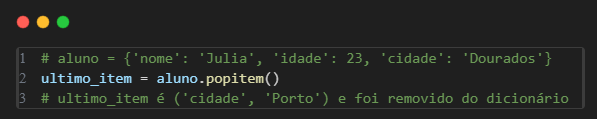 1 # aluno = {'nome': 'Julia', 'idade': 23, 'cidade': 'Dourados'}
2 ultimo_item = aluno.popitem()
3 # ultimo_item é ('cidade', 'Porto') e foi removido do dicionário